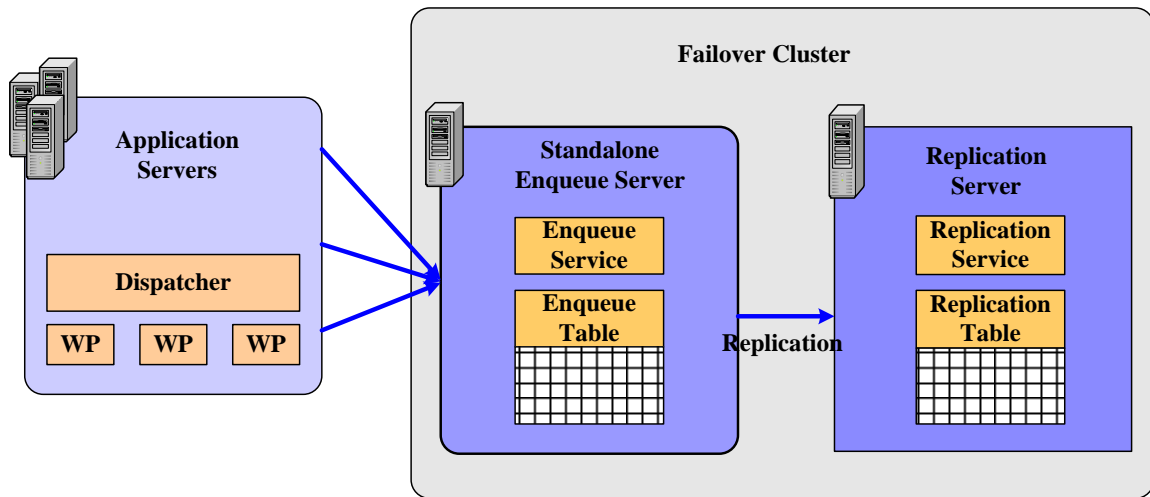 Failover Cluster
Application
Servers
Dispatcher
WP
WP
WP
Standalone
Enqueue Server
Enqueue
Service
Enqueue
Table
Replication
Replication
Server
Replication
Service
Replication
Table